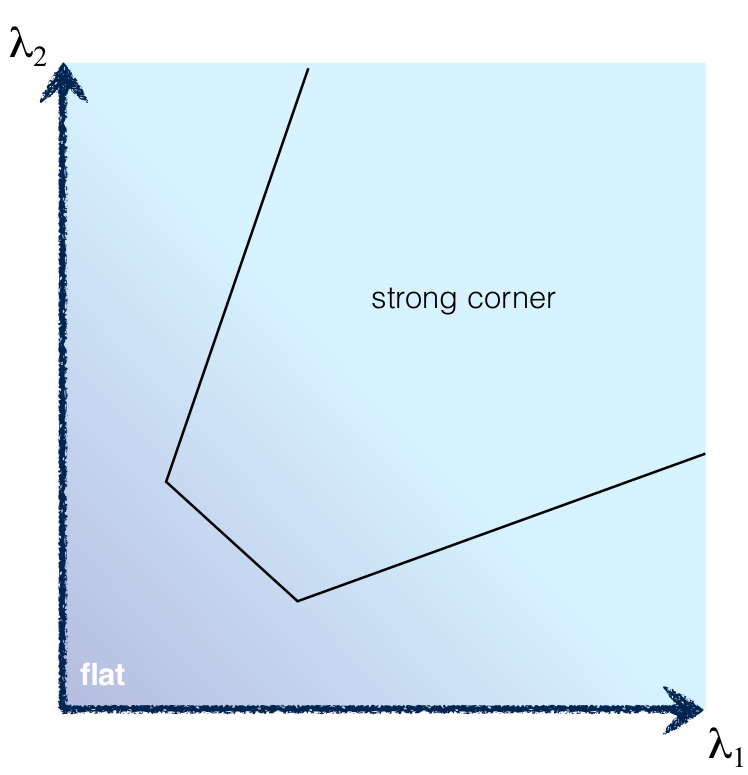 λ₂
strong corner
flat
λ₁